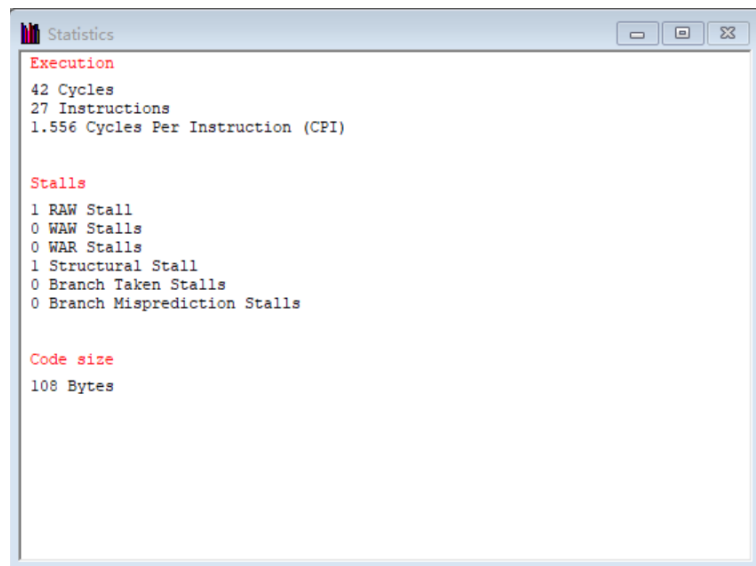 Statistics
Execution
42 Cycles
27 Instructions
1.556 Cycles Per Instruction (CPI)
Stalls
1 RAW Stall
0 WAW Stalls
0 WAR Stalls
1 Structural Stall
0 Branch Taken Stalls
0 Branch Misprediction Stalls
Code size
108 Bytes